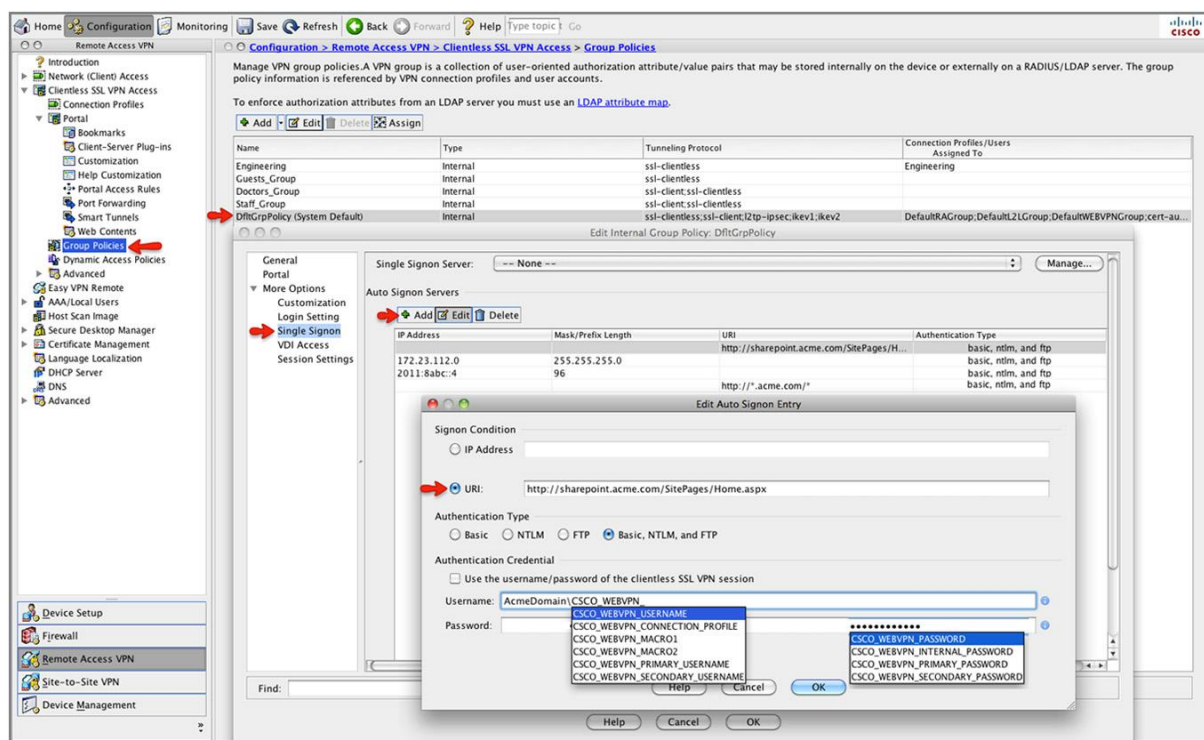 Home Configuration Monitoring Save Refresh Back Forward Help Type topic t Go
cisco
Remote Access VPN
Introduction
Network (Client) Access
Clientless SSL VPN Access
Connection Profiles
Portal
Bookmarks
Client-Server Plug-ins
Customization
Help Customization
Portal Access Rules
Port Forwarding
Smart Tunnels
Web Contents
Group Policies
Dynamic Access Policies
Advanced
Easy VPN Remote
AAA/Local Users
Host Scan Image
Secure Desktop Manager
Certificate Management
Language Localization
DHCP Server
DNS
Advanced
Device Setup
Firewall
Remote Access VPN
Site-to-Site VPN
Device Management
Configuration > Remote Access VPN > Clientless SSL VPN Access > Group Policies
Manage VPN group policies.A VPN group is a collection of user-oriented authorization attribute/value pairs that may be stored internally on the device or externally on a RADIUS/LDAP server. The group
policy information is referenced by VPN connection profiles and user accounts.
To enforce authorization attributes from an LDAP server you must use an LDAP attribute map.
Add Edit Delete Assign
Name Type Tunneling Protocol Connection Profiles/Users
Assigned To
Engineering Internal ssl-clientless Engineering
Guests_Group Internal ssl-clientless
Doctors_Group Internal ssl-client;ssl-clientless
Staff_Group Internal ssl-client;ssl-clientless
DfltGrpPolicy (System Default) Internal ssl-clientless;ssl-client;l2tp-ipsec;ikev1;ikev2 DefaultRAGroup;DefaultL2LGroup;DefaultWEBVPNGroup;cert-au...
Edit Internal Group Policy: DfltGrpPolicy
General
Portal
More Options
Customization
Login Setting
Single Signon
VDI Access
Session Settings
Single Signon Server: -- None -- Manage...
Auto Signon Servers
Add Edit Delete
IP Address Mask/Prefix Length URI Authentication Type
http://sharepoint.acme.com/SitePages/H... basic, ntlm, and ftp
172.23.112.0 255.255.255.0 basic, ntlm, and ftp
2011:8abc::4 96 basic, ntlm, and ftp
http://*.acme.com/* basic, ntlm, and ftp
Edit Auto Signon Entry
Signon Condition
IP Address
URI: http://sharepoint.acme.com/SitePages/Home.aspx
Authentication Type
Basic NTLM FTP Basic, NTLM, and FTP
Authentication Credential
Use the username/password of the clientless SSL VPN session
Username: AcmeDomain\CSCO_WEBVPN_
CSCO_WEBVPN_USERNAME
CSCO_WEBVPN_CONNECTION_PROFILE
CSCO_WEBVPN_MACRO1
CSCO_WEBVPN_MACRO2
CSCO_WEBVPN_PRIMARY_USERNAME
CSCO_WEBVPN_SECONDARY_USERNAME
Password:
CSCO_WEBVPN_PASSWORD
CSCO_WEBVPN_INTERNAL_PASSWORD
CSCO_WEBVPN_PRIMARY_PASSWORD
CSCO_WEBVPN_SECONDARY_PASSWORD
Help Cancel OK
Find:
Help Cancel OK